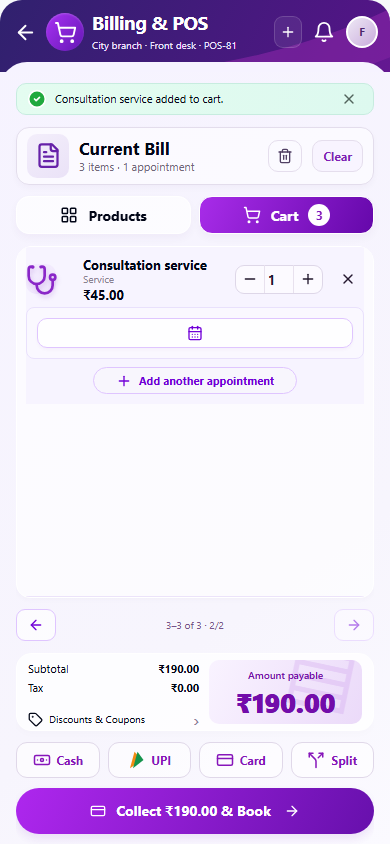 Billing & POS
City branch · Front desk · POS-81
F
Consultation service added to cart.
Current Bill
3 items · 1 appointment
Clear
Products
Cart 3
Consultation service
Service
₹45.00
1
Add another appointment
3–3 of 3 · 2/2
Subtotal ₹190.00
Tax ₹0.00
Discounts & Coupons
Amount payable
₹190.00
Cash
UPI
Card
Split
Collect ₹190.00 & Book